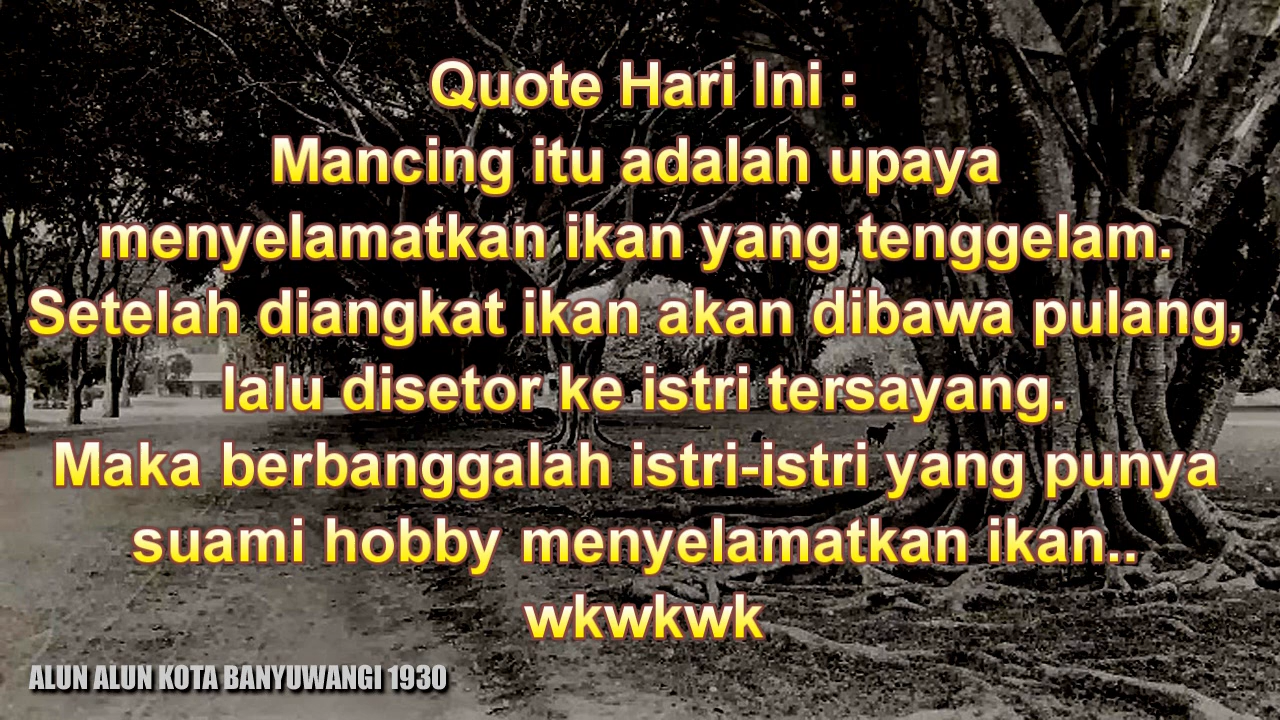 Quote Hari Ini :
Mancing itu adalah upaya
menyelamatkan ikan yang tenggelam.
Setelah diangkat ikan akan dibawa pulang,
lalu disetor ke istri tersayang.
Maka berbanggalah istri-istri yang punya
suami hobby menyelamatkan ikan..
wkwkwk
ALUN ALUN KOTA BANYUWANGI 1930